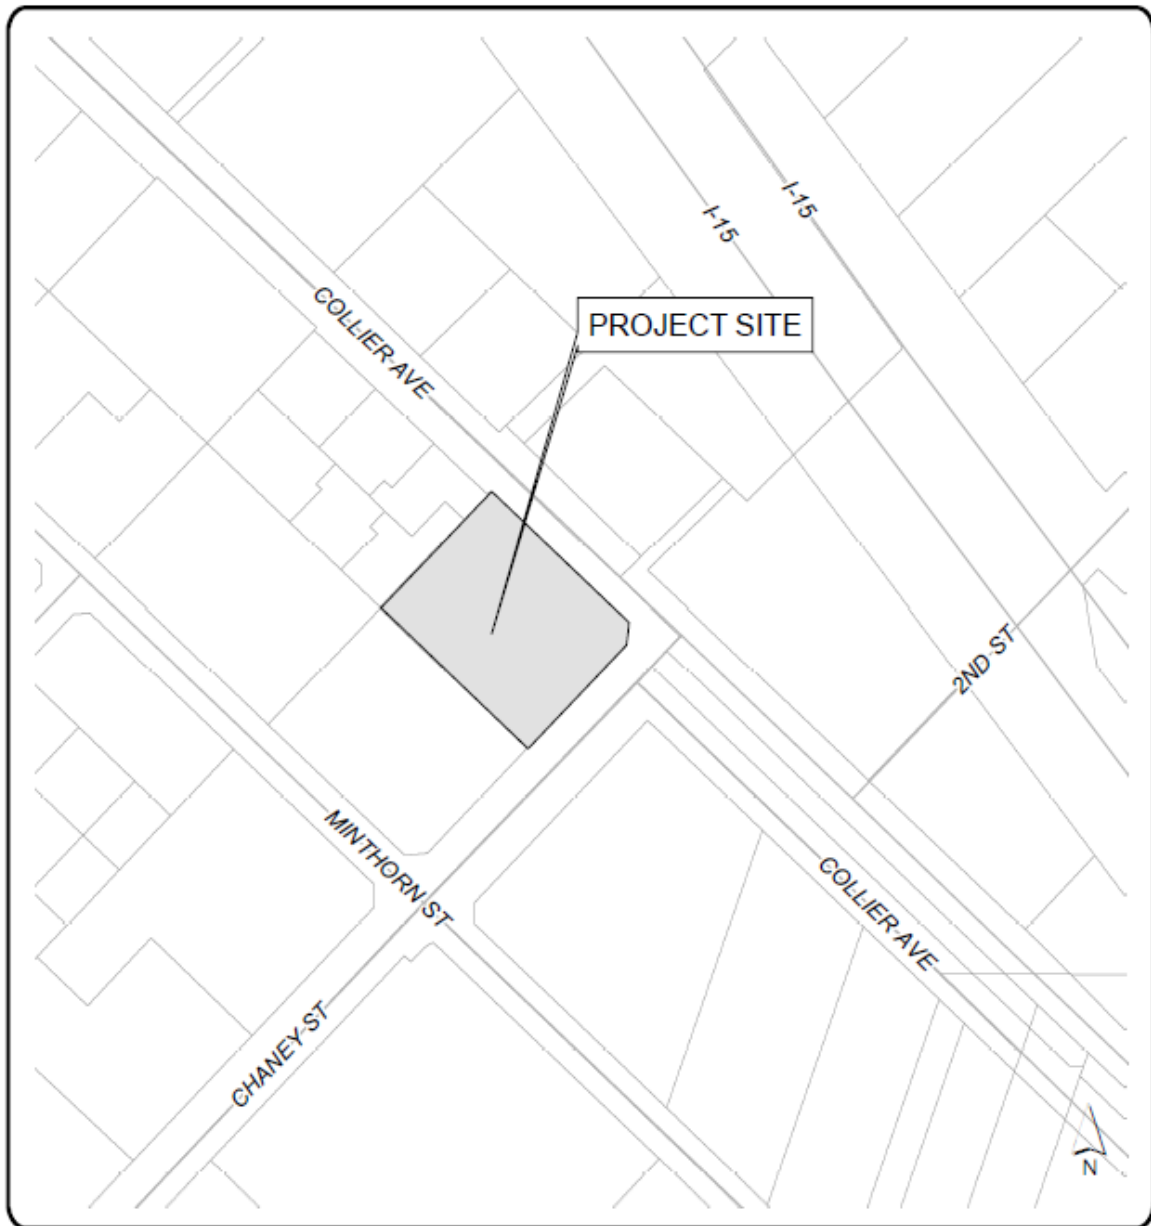 I-15
I-15
COLLIER AVE
PROJECT SITE
2ND ST
MINTHORN ST
COLLIER AVE
CHANEY ST
N